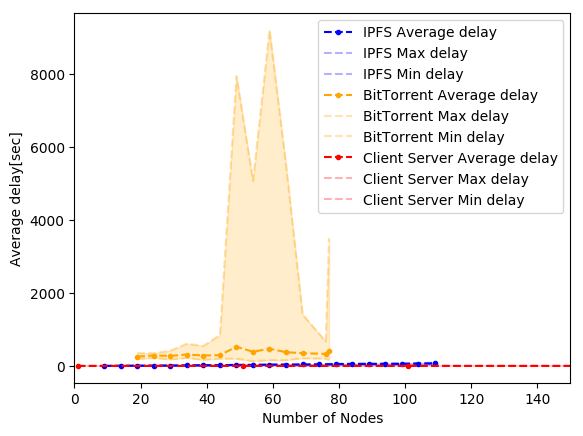 IPFS Average delay
IPFS Max delay
IPFS Min delay
BitTorrent Average delay
BitTorrent Max delay
BitTorrent Min delay
Client Server Average delay
Client Server Max delay
Client Server Min delay
Average delay[sec]
8000
6000
4000
2000
0
0 20 40 60 80 100 120 140
Number of Nodes